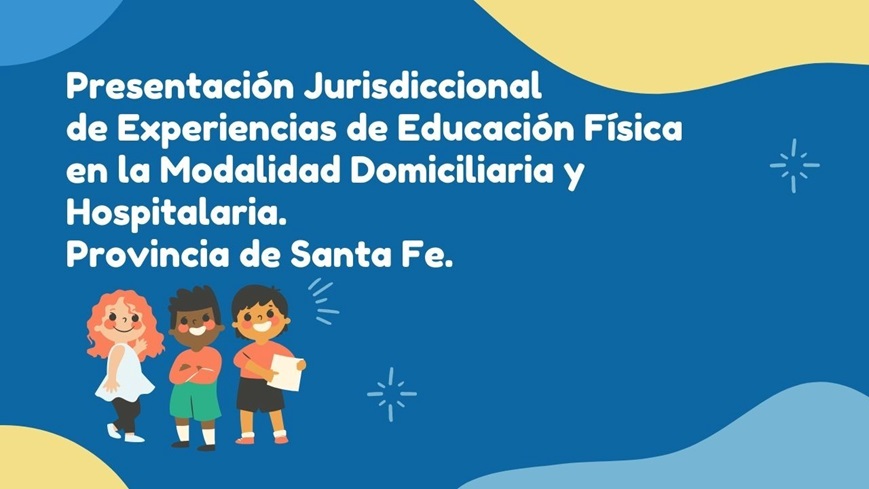 Presentación Jurisdiccional
de Experiencias de Educación Física
en la Modalidad Domiciliaria y
Hospitalaria.
Provincia de Santa Fe.